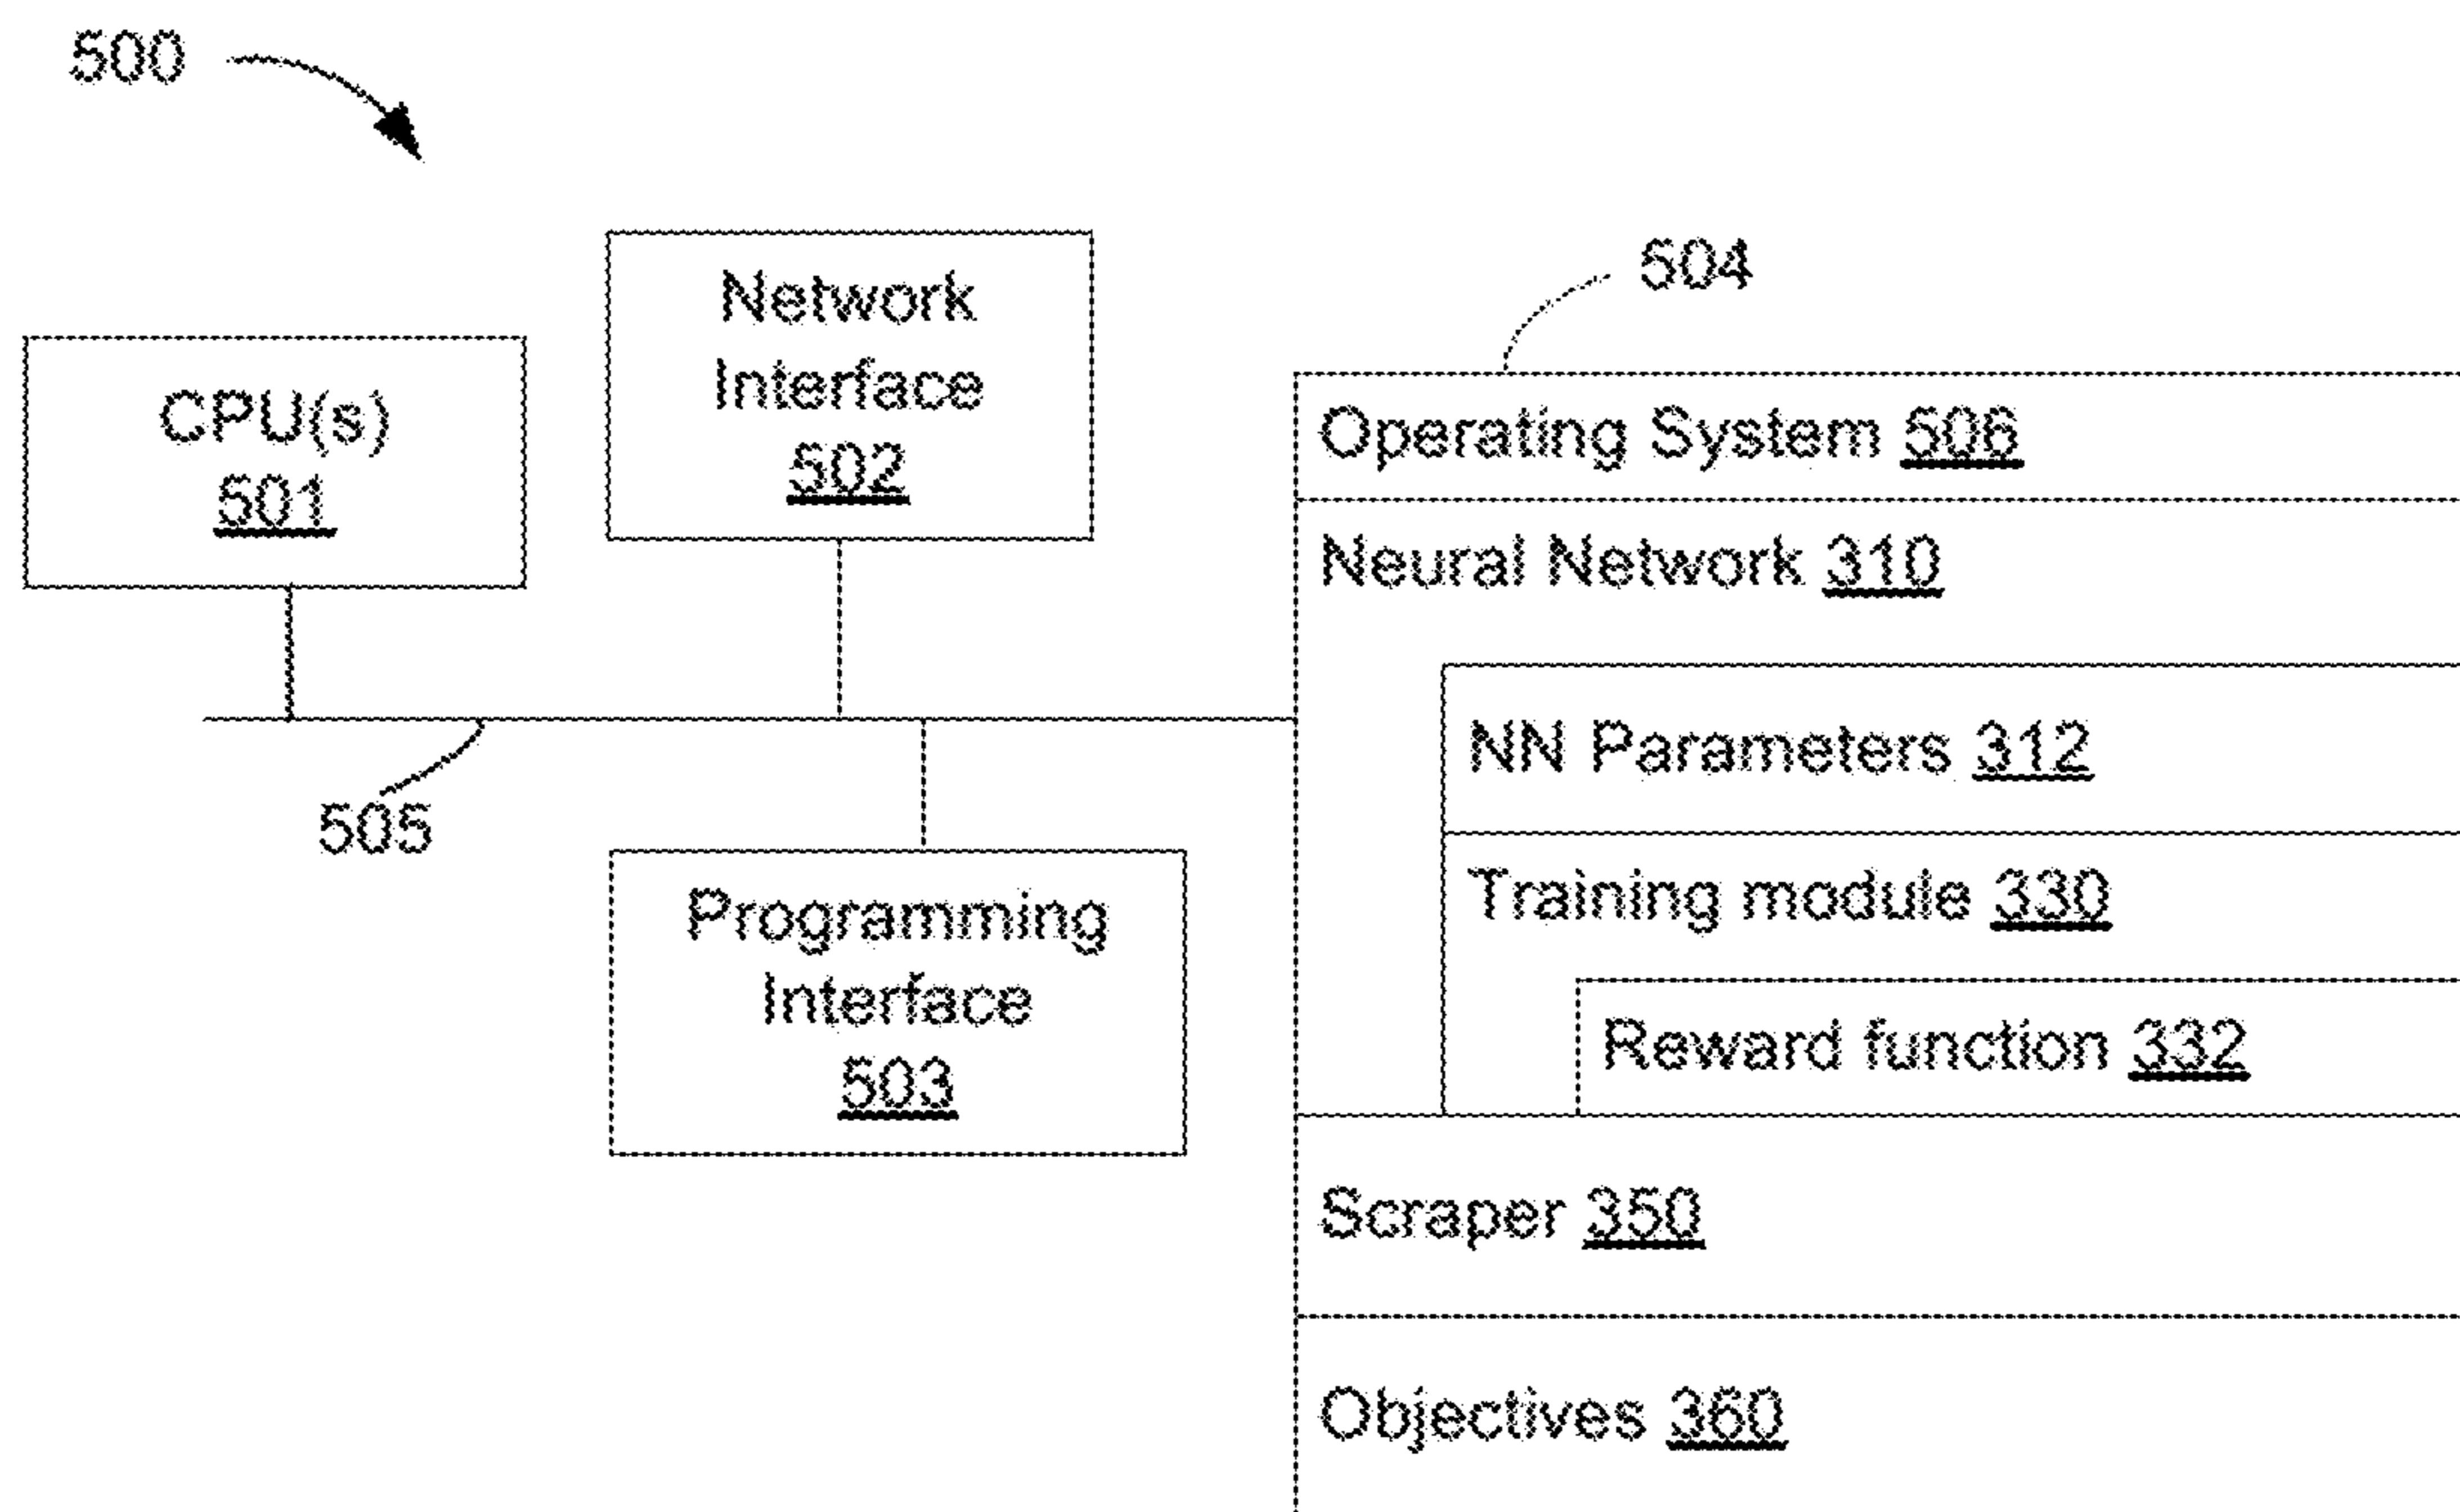 500
CPU(s)
501
Network
Interface
502
505
Programming
Interface
503
504
Operating System 506
Neural Network 310
NN Parameters 312
Training module 330
Reward function 332
Scraper 350
Objectives 360